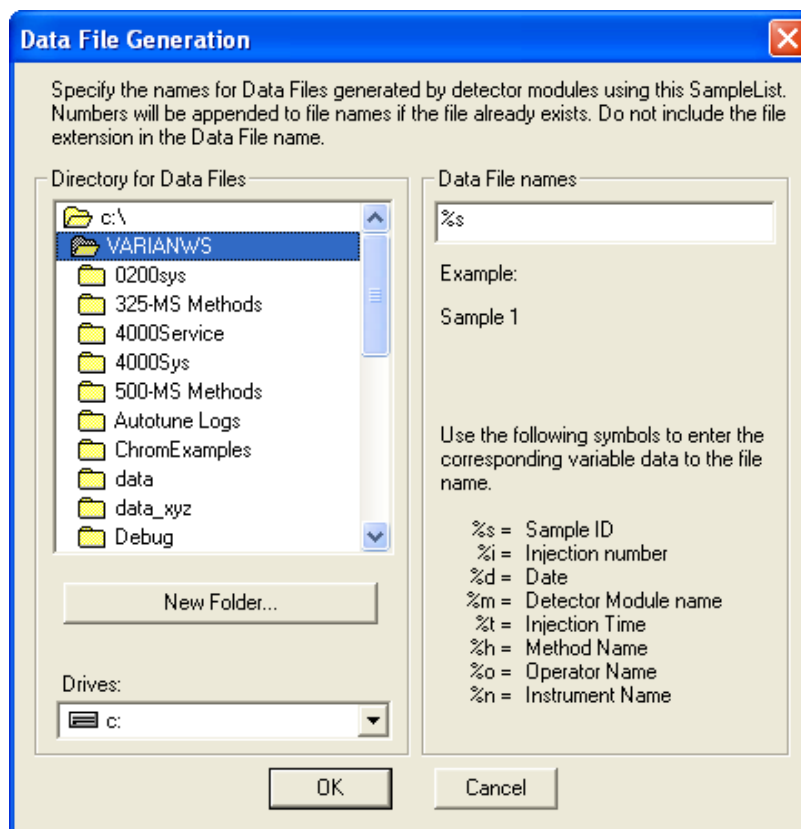 Data File Generation
Specify the names for Data Files generated by detector modules using this SampleList.
Numbers will be appended to file names if the file already exists. Do not include the file
extension in the Data File name.
Directory for Data Files
c:\
VARIANWS
0200sys
325-MS Methods
4000Service
4000Sys
500-MS Methods
Autotune Logs
ChromExamples
data
data_xyz
Debug
New Folder...
Drives:
c:
Data File names
%s
Example:
Sample 1
Use the following symbols to enter the
corresponding variable data to the file
name.
%s = Sample ID
%i = Injection number
%d = Date
%m = Detector Module name
%t = Injection Time
%h = Method Name
%o = Operator Name
%n = Instrument Name
OK
Cancel